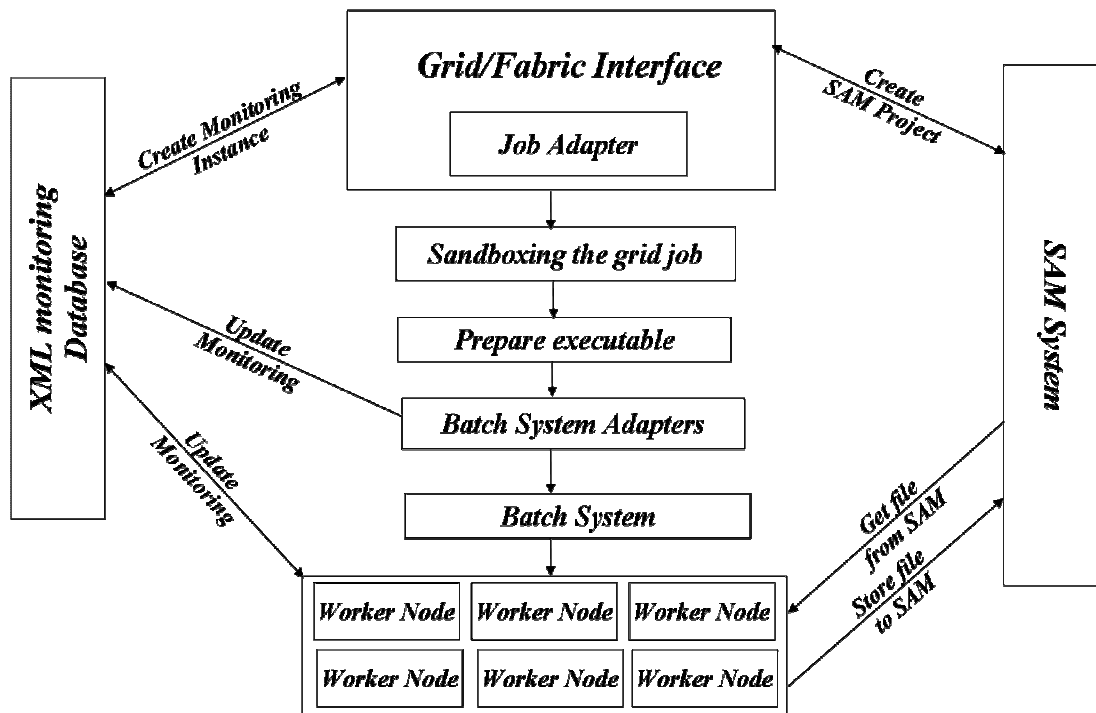 Grid/Fabric Interface
Job Adapter
Create Monitoring
Instance
Create
SAM Project
XML monitoring
Database
SAM System
Sandboxing the grid job
Prepare executable
Update
Monitoring
Batch System Adapters
Update
Monitoring
Batch System
Get file
from SAM
Store file
to SAM
Worker Node
Worker Node
Worker Node
Worker Node
Worker Node
Worker Node